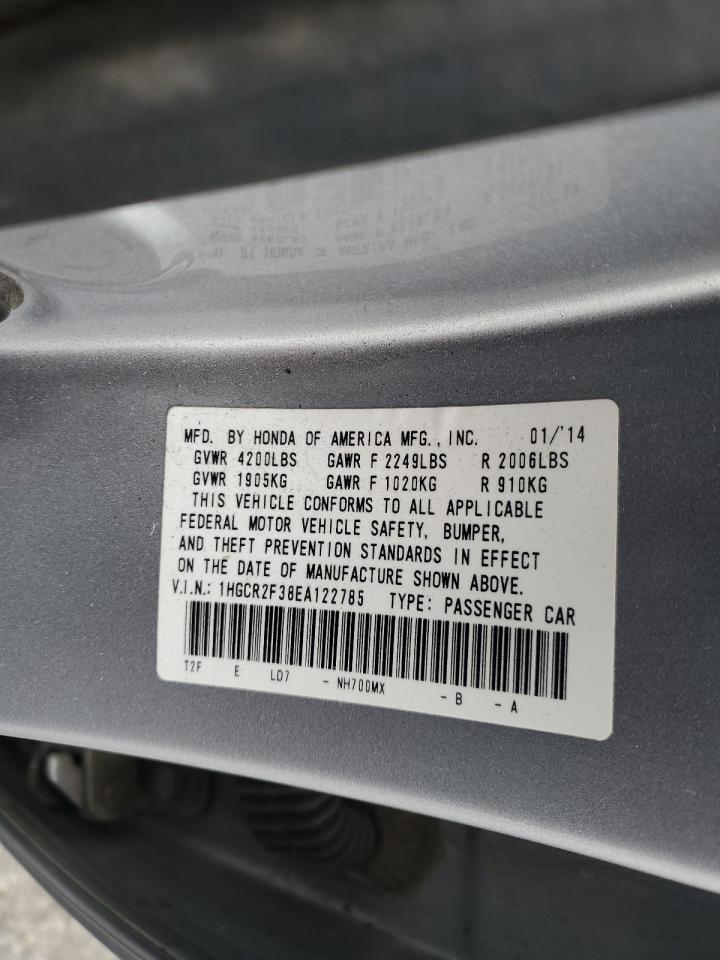 MFD. BY HONDA OF AMERICA MFG., INC. 01/'14
GVWR 4200LBS GAWR F 2249LBS R 2006LBS
GVWR 1905KG GAWR F 1020KG R 910KG
THIS VEHICLE CONFORMS TO ALL APPLICABLE
FEDERAL MOTOR VEHICLE SAFETY, BUMPER,
AND THEFT PREVENTION STANDARDS IN EFFECT
ON THE DATE OF MANUFACTURE SHOWN ABOVE.
V.I.N.: 1HGCR2F38EA122785 TYPE: PASSENGER CAR
T2F E LD7 - NH700MX - B - A